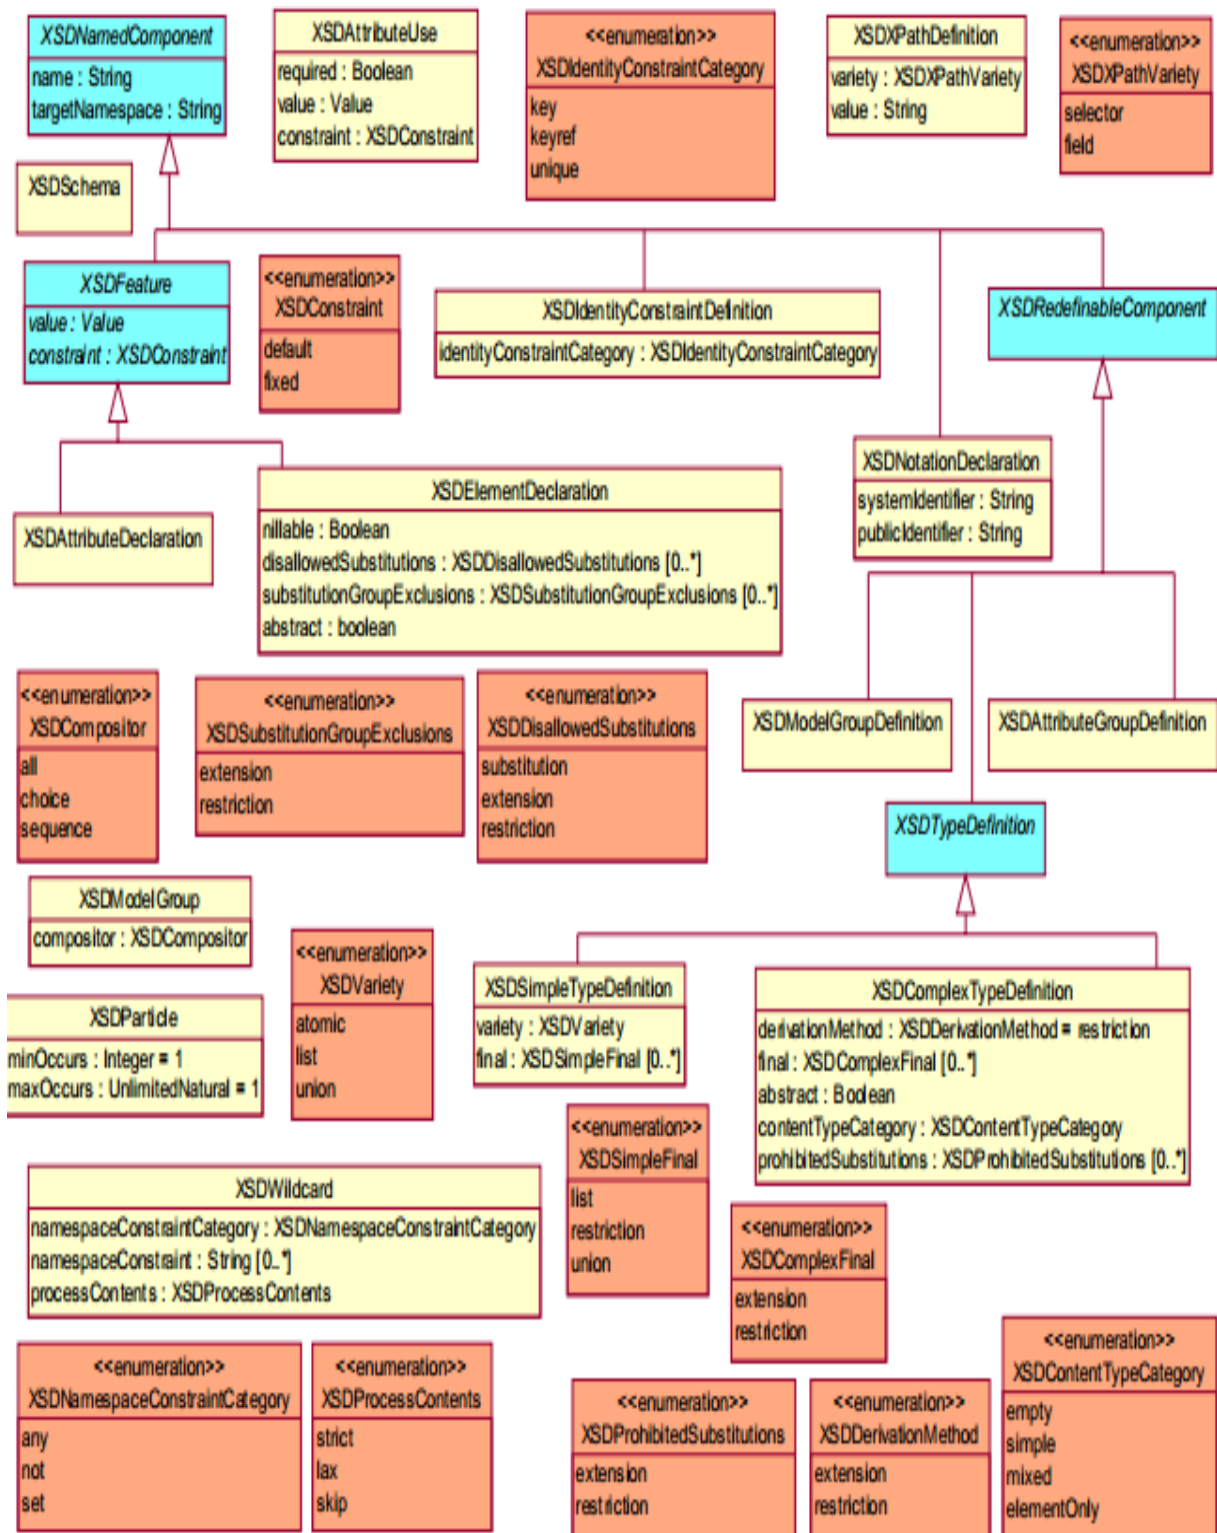 XSDNamedComponent
name : String
targetNamespace : String
XSDAttributeUse
required : Boolean
value : Value
constraint : XSDConstraint
<<enumeration>>
XSDIdentityConstraintCategory
key
keyref
unique
XSDXPathDefinition
variety : XSDXPathVariety
value : String
<<enumeration>>
XSDXPathVariety
selector
field
XSDSchema
XSDFeature
value : Value
constraint : XSDConstraint
<<enumeration>>
XSDConstraint
default
fixed
XSDIdentityConstraintDefinition
identityConstraintCategory : XSDIdentityConstraintCategory
XSDRedefinableComponent
XSDAttributeDeclaration
XSDElementDeclaration
nillable : Boolean
disallowedSubstitutions : XSDDisallowedSubstitutions [0..*]
substitutionGroupExclusions : XSDSubstitutionGroupExclusions [0..*]
abstract : boolean
XSDNotationDeclaration
systemIdentifier : String
publicIdentifier : String
<<enumeration>>
XSDCompositor
all
choice
sequence
<<enumeration>>
XSDSubstitutionGroupExclusions
extension
restriction
<<enumeration>>
XSDDisallowedSubstitutions
substitution
extension
restriction
XSDModelGroupDefinition
XSDAttributeGroupDefinition
XSDTypeDefinition
XSDModelGroup
compositor : XSDCompositor
<<enumeration>>
XSDVariety
atomic
list
union
XSDSimpleTypeDefinition
variety : XSDVariety
final : XSDSimpleFinal [0..*]
XSDComplexTypeDefinition
derivationMethod : XSDDerivationMethod = restriction
final : XSDComplexFinal [0..*]
abstract : Boolean
contentTypeCategory : XSDContentTypeCategory
prohibitedSubstitutions : XSDProhibitedSubstitutions [0..*]
XSDParticle
minOccurs : Integer = 1
maxOccurs : UnlimitedNatural = 1
<<enumeration>>
XSDSimpleFinal
list
restriction
union
XSDWildcard
namespaceConstraintCategory : XSDNamespaceConstraintCategory
namespaceConstraint : String [0..*]
processContents : XSDProcessContents
<<enumeration>>
XSDComplexFinal
extension
restriction
<<enumeration>>
XSDNamespaceConstraintCategory
any
not
set
<<enumeration>>
XSDProcessContents
strict
lax
skip
<<enumeration>>
XSDProhibitedSubstitutions
extension
restriction
<<enumeration>>
XSDDerivationMethod
extension
restriction
<<enumeration>>
XSDContentTypeCategory
empty
simple
mixed
elementOnly